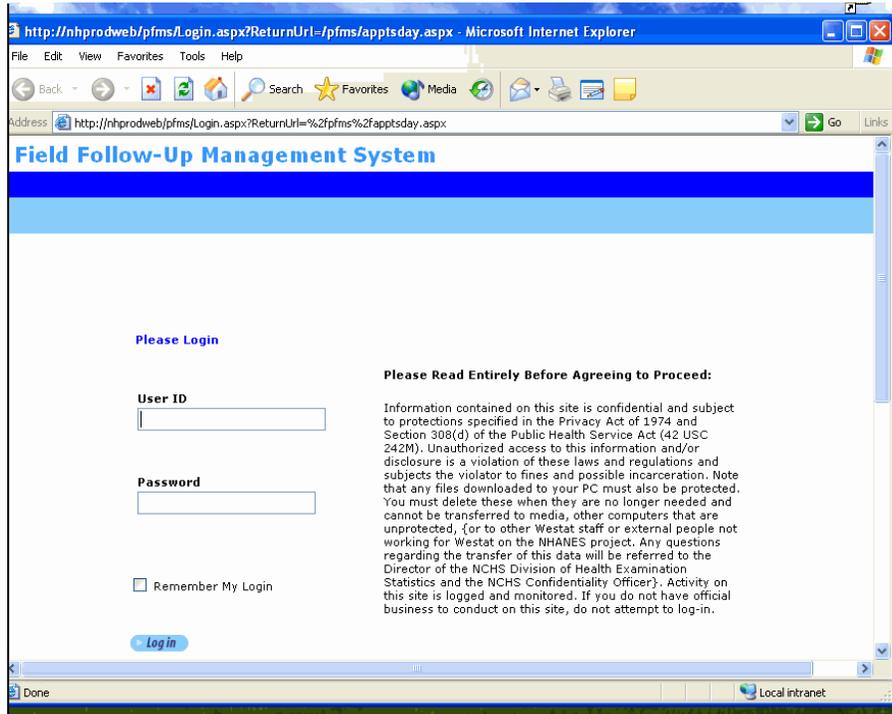 http://nhprodweb/pfms/Login.aspx?ReturnUrl=/pfms/apptsday.aspx - Microsoft Internet Explorer
File Edit View Favorites Tools Help
Back Search Favorites Media
Address http://nhprodweb/pfms/Login.aspx?ReturnUrl=%2fpfms%2fapptsday.aspx Go Links
Field Follow-Up Management System
Please Login
User ID
Password
Remember My Login
Log in
Please Read Entirely Before Agreeing to Proceed:
Information contained on this site is confidential and subject
to protections specified in the Privacy Act of 1974 and
Section 308(d) of the Public Health Service Act (42 USC
242M). Unauthorized access to this information and/or
disclosure is a violation of these laws and regulations and
subjects the violator to fines and possible incarceration. Note
that any files downloaded to your PC must also be protected.
You must delete these when they are no longer needed and
cannot be transferred to media, other computers that are
unprotected, {or to other Westat staff or external people not
working for Westat on the NHANES project. Any questions
regarding the transfer of this data will be referred to the
Director of the NCHS Division of Health Examination
Statistics and the NCHS Confidentiality Officer}. Activity on
this site is logged and monitored. If you do not have official
business to conduct on this site, do not attempt to log-in.
Done Local intranet